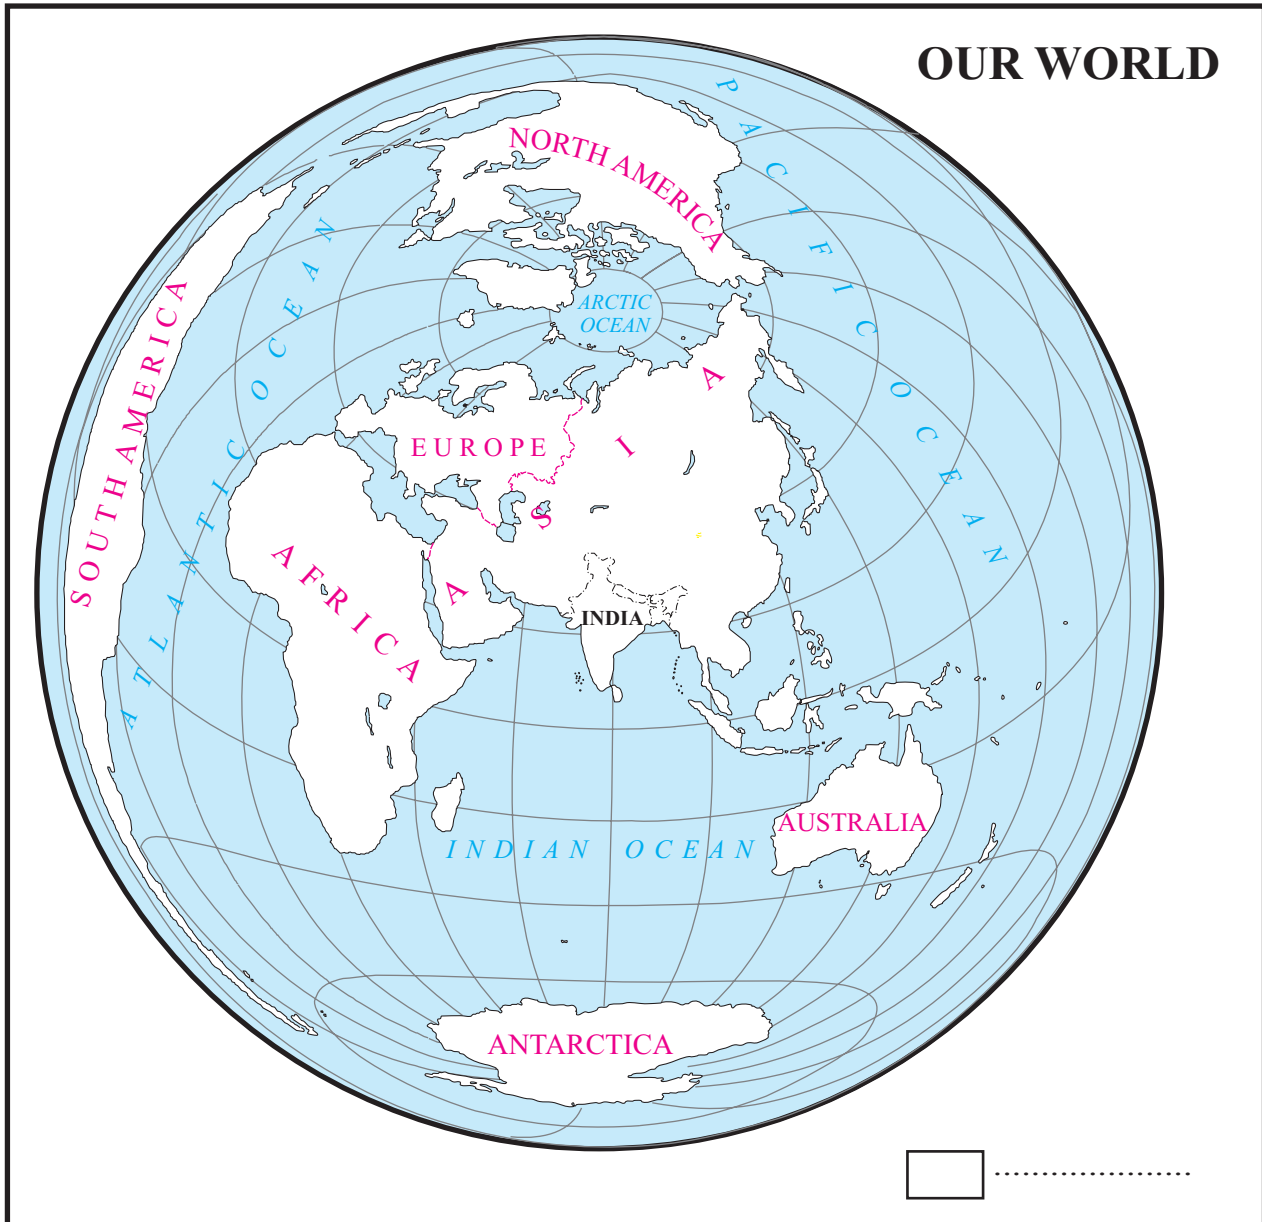 OUR WORLD
PACIFIC OCEAN
NORTH AMERICA
ATLANTIC OCEAN
ARCTIC
OCEAN
SOUTH AMERICA
EUROPE
ASIA
AFRICA
INDIA
AUSTRALIA
INDIAN OCEAN
ANTARCTICA